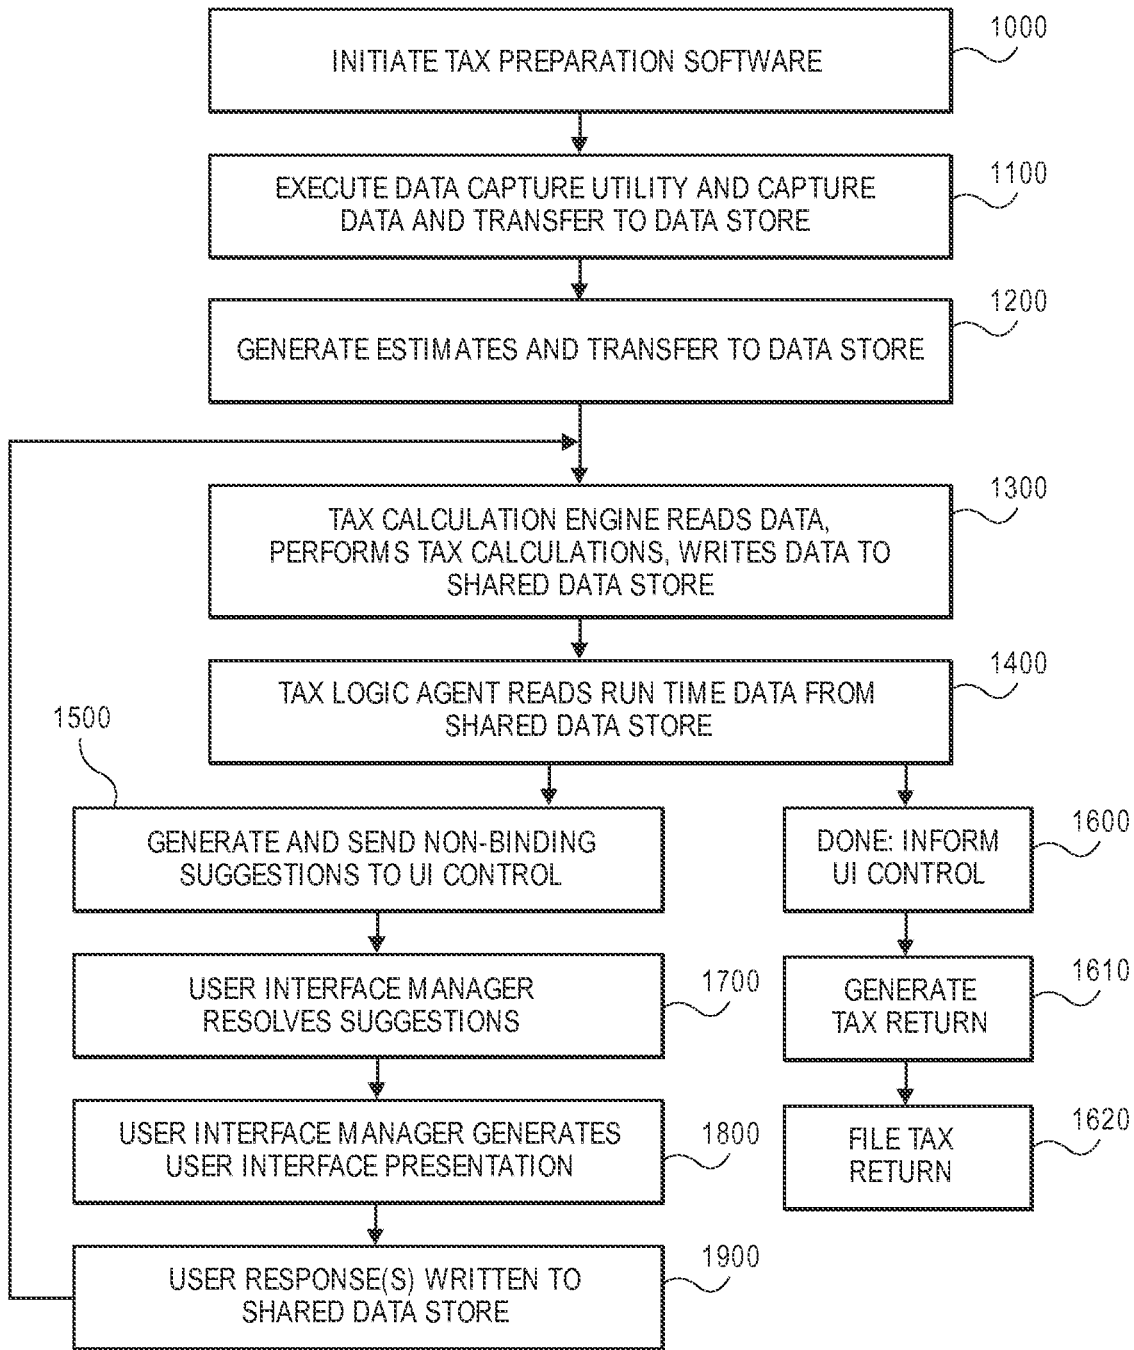 1000
INITIATE TAX PREPARATION SOFTWARE
1100
EXECUTE DATA CAPTURE UTILITY AND CAPTURE
DATA AND TRANSFER TO DATA STORE
1200
GENERATE ESTIMATES AND TRANSFER TO DATA STORE
1300
TAX CALCULATION ENGINE READS DATA,
PERFORMS TAX CALCULATIONS, WRITES DATA TO
SHARED DATA STORE
1400
TAX LOGIC AGENT READS RUN TIME DATA FROM
SHARED DATA STORE
1500
GENERATE AND SEND NON-BINDING
SUGGESTIONS TO UI CONTROL
1600
DONE: INFORM
UI CONTROL
1700
USER INTERFACE MANAGER
RESOLVES SUGGESTIONS
1610
GENERATE
TAX RETURN
1800
USER INTERFACE MANAGER GENERATES
USER INTERFACE PRESENTATION
1620
FILE TAX
RETURN
1900
USER RESPONSE(S) WRITTEN TO
SHARED DATA STORE